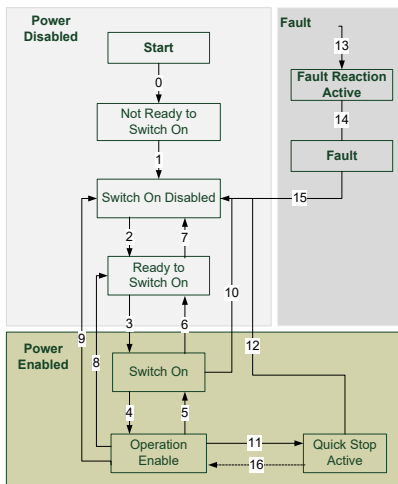 Power
Disabled
Start
Fault
13
0
Fault Reaction
Active
Not Ready to
Switch On
14
1
Fault
Switch On Disabled
15
2
7
Ready to
Switch On
10
3
6
9
8
12
Power
Enabled
Switch On
4
5
Operation
Enable
11
16
Quick Stop
Active